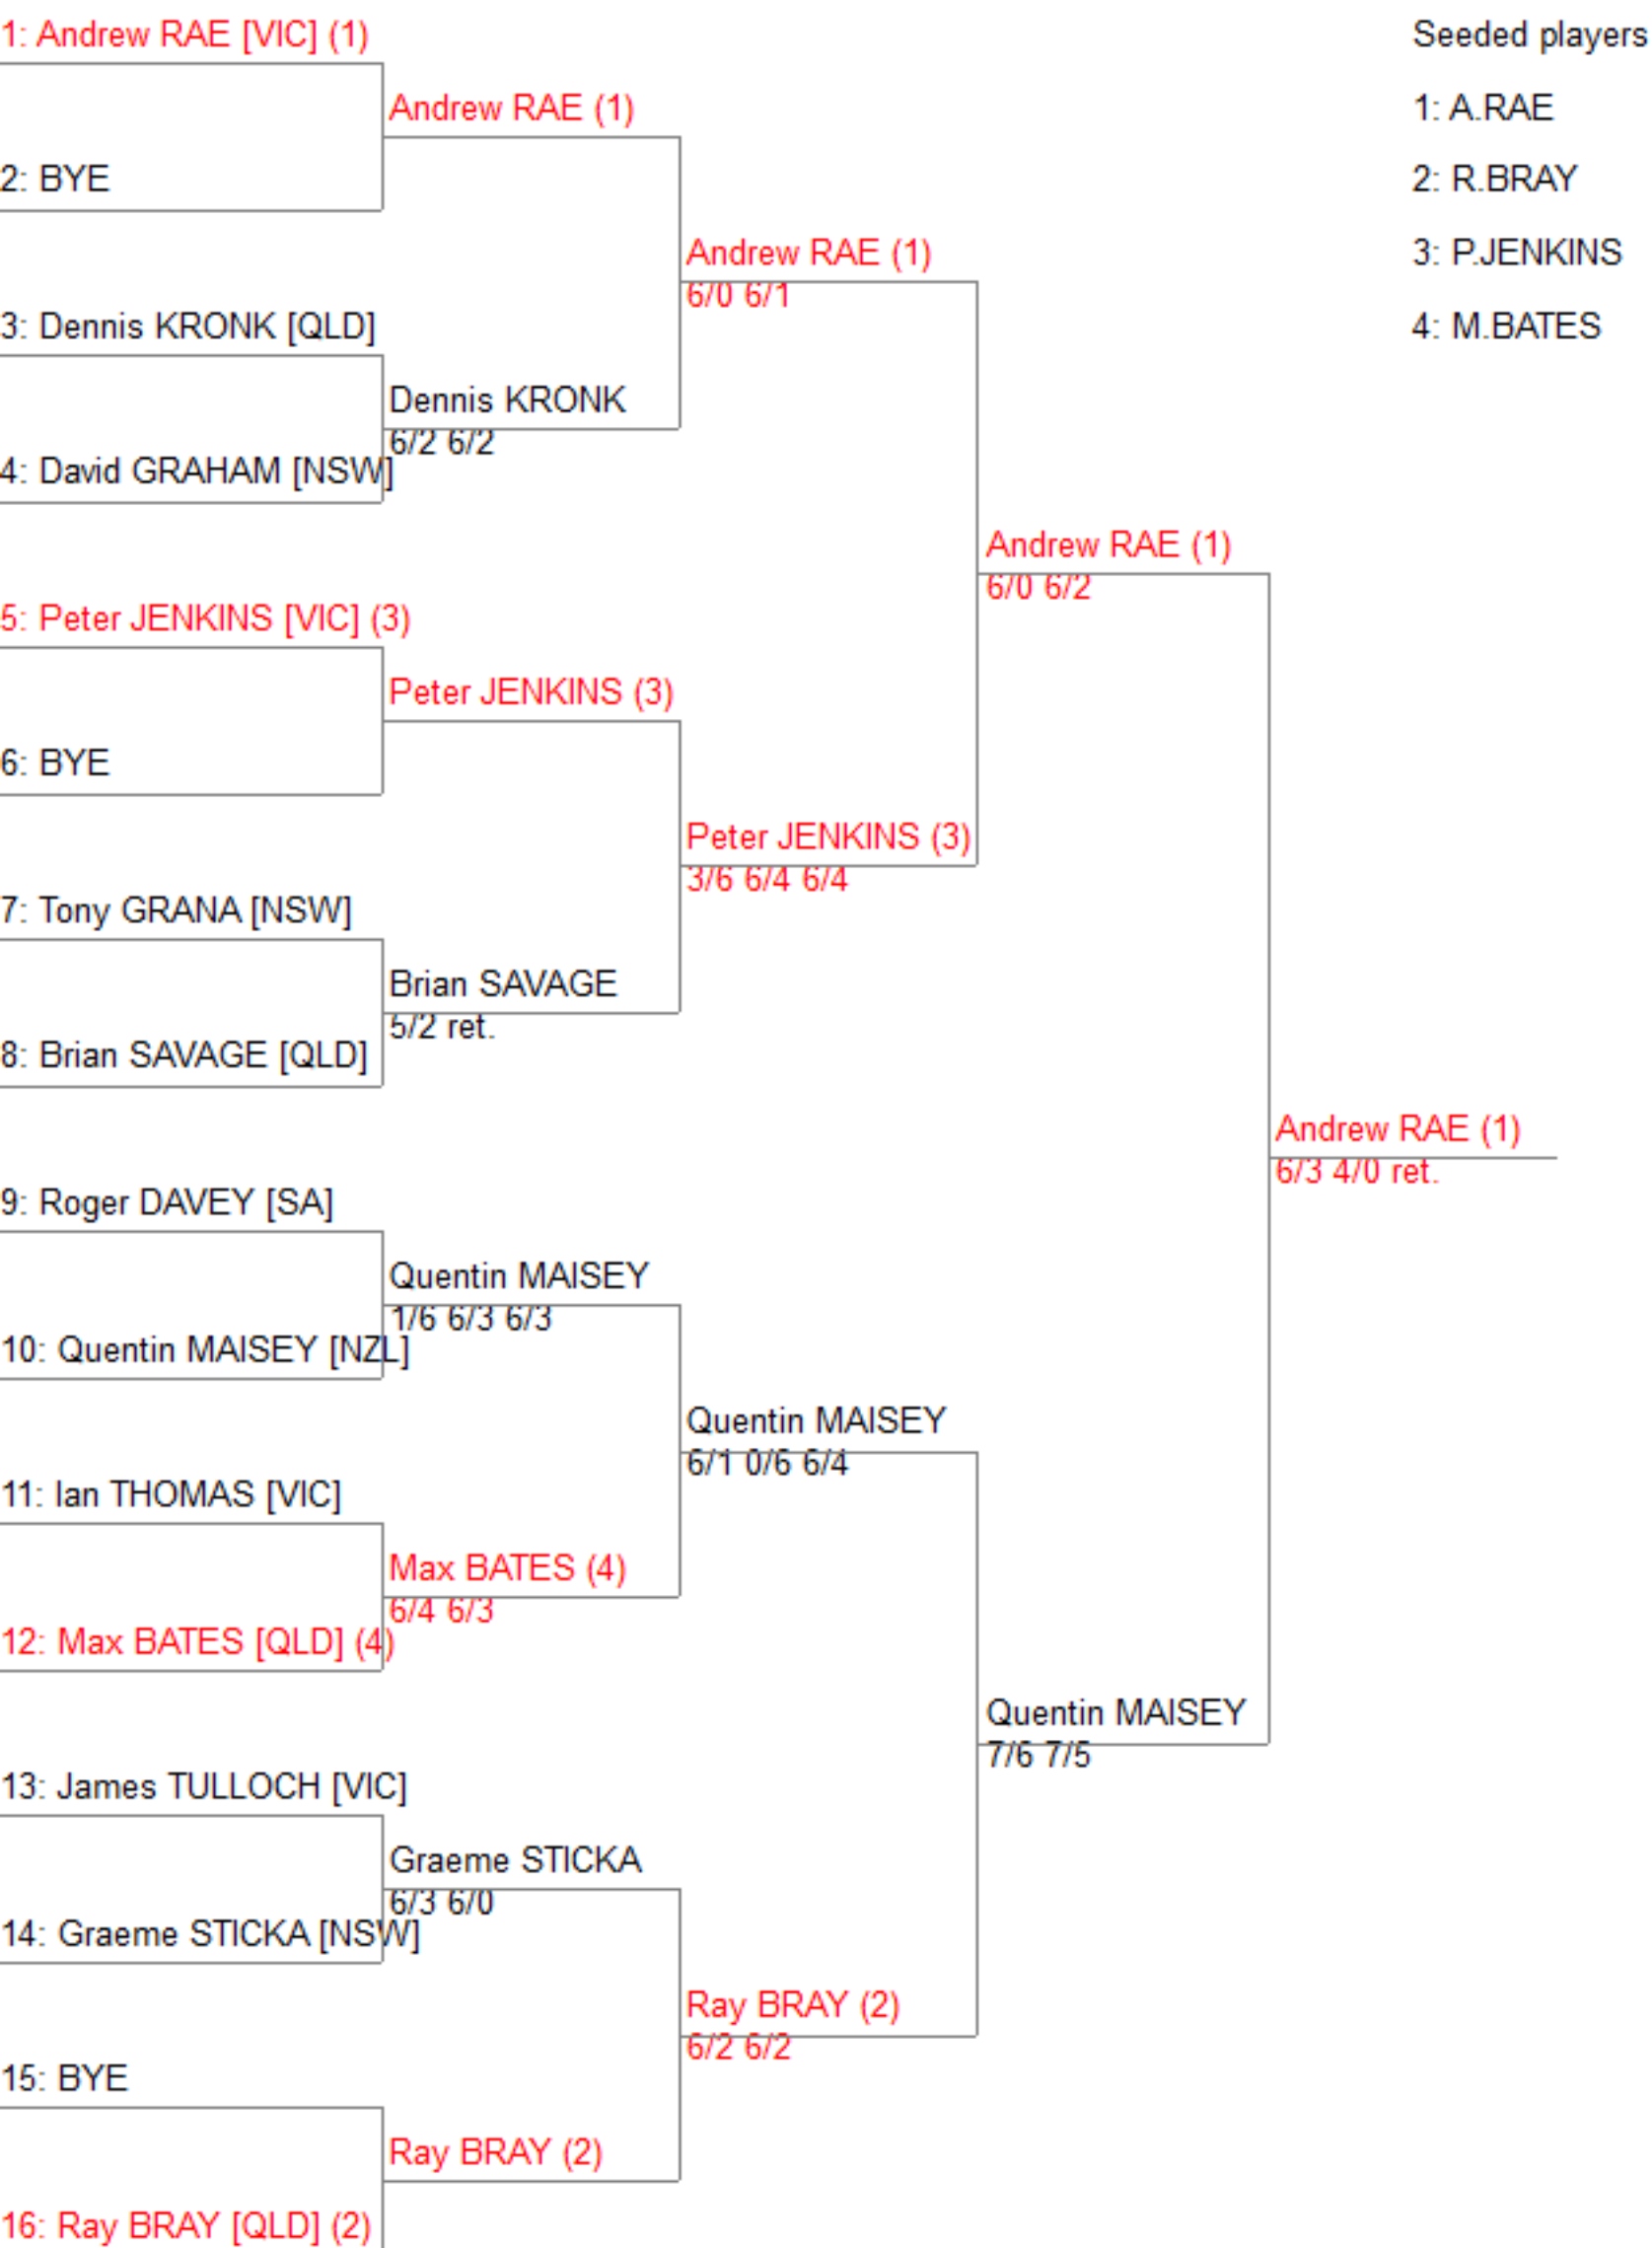 1: Andrew RAE [VIC] (1)
Seeded players
Andrew RAE (1)
1: A.RAE
2: BYE
2: R.BRAY
Andrew RAE (1)
3: P.JENKINS
6/0 6/1
3: Dennis KRONK [QLD]
4: M.BATES
Dennis KRONK
6/2 6/2
4: David GRAHAM [NSW]
Andrew RAE (1)
6/0 6/2
5: Peter JENKINS [VIC] (3)
Peter JENKINS (3)
6: BYE
Peter JENKINS (3)
3/6 6/4 6/4
7: Tony GRANA [NSW]
Brian SAVAGE
5/2 ret.
8: Brian SAVAGE [QLD]
Andrew RAE (1)
6/3 4/0 ret.
9: Roger DAVEY [SA]
Quentin MAISEY
1/6 6/3 6/3
10: Quentin MAISEY [NZL]
Quentin MAISEY
6/1 0/6 6/4
11: Ian THOMAS [VIC]
Max BATES (4)
6/4 6/3
12: Max BATES [QLD] (4)
Quentin MAISEY
7/6 7/5
13: James TULLOCH [VIC]
Graeme STICKA
6/3 6/0
14: Graeme STICKA [NSW]
Ray BRAY (2)
6/2 6/2
15: BYE
Ray BRAY (2)
16: Ray BRAY [QLD] (2)